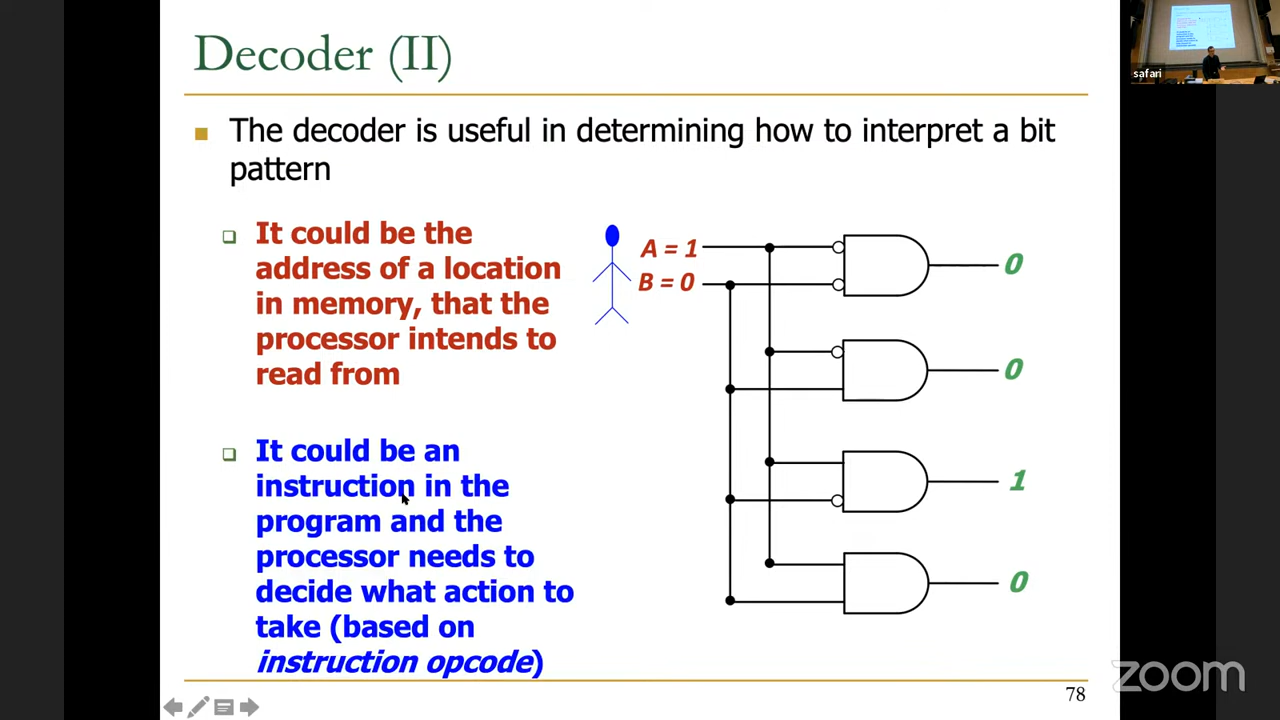 Decoder (II)
safari
The decoder is useful in determining how to interpret a bit
pattern
It could be the
address of a location
in memory, that the
processor intends to
read from
It could be an
instruction in the
program and the
processor needs to
decide what action to
take (based on
instruction opcode)
A = 1
B = 0
0
0
1
0
78
zoom